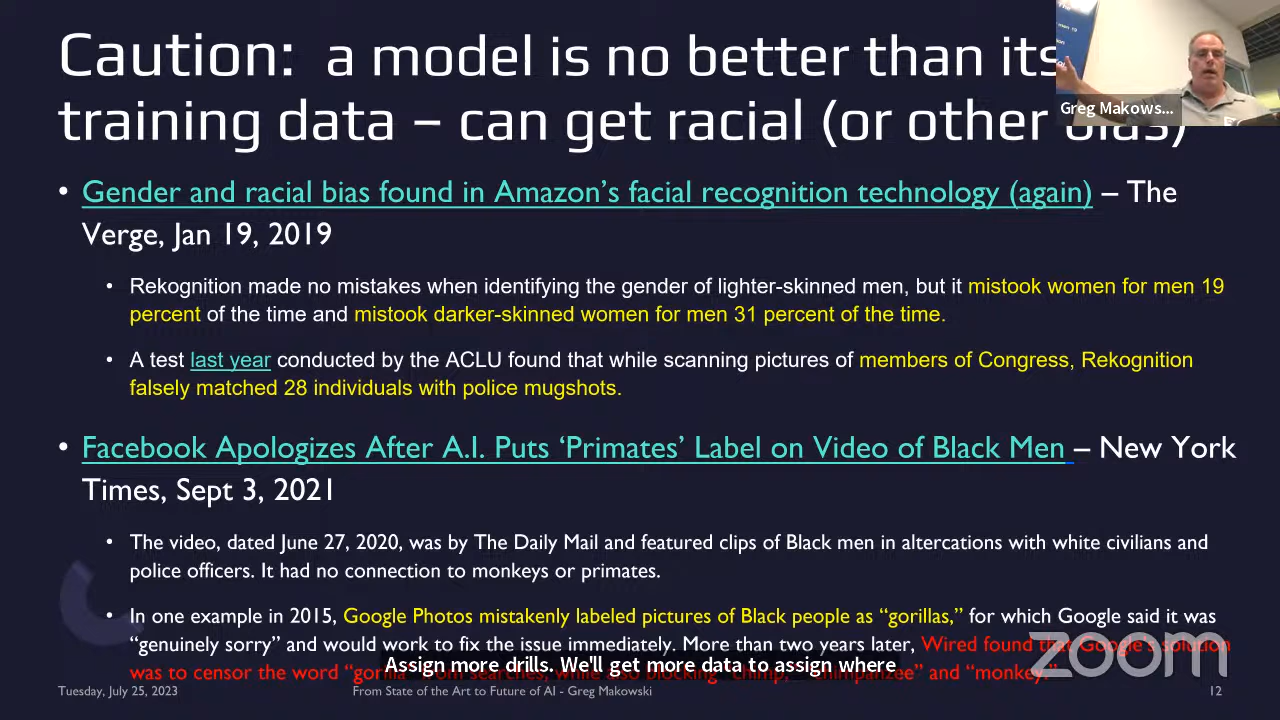 Caution:  a model is no better than its
training data – can get racial (or other bias)
Greg Makows...
• Gender and racial bias found in Amazon's facial recognition technology (again) – The
Verge, Jan 19, 2019
• Rekognition made no mistakes when identifying the gender of lighter-skinned men, but it mistook women for men 19
percent of the time and mistook darker-skinned women for men 31 percent of the time.
• A test last year conducted by the ACLU found that while scanning pictures of members of Congress, Rekognition
falsely matched 28 individuals with police mugshots.
• Facebook Apologizes After A.I. Puts ‘Primates’ Label on Video of Black Men – New York
Times, Sept 3, 2021
• The video, dated June 27, 2020, was by The Daily Mail and featured clips of Black men in altercations with white civilians and
police officers. It had no connection to monkeys or primates.
• In one example in 2015, Google Photos mistakenly labeled pictures of Black people as “gorillas,” for which Google said it was
“genuinely sorry” and would work to fix the issue immediately. More than two years later, Wired found that Google's solution
was to censor the word “gorilla” from searches, while also blocking “chimp,” “chimpanzee” and “monkey.”
Assign more drills. We'll get more data to assign where
zoom
Tuesday, July 25, 2023
From State of the Art to Future of AI - Greg Makowski
12